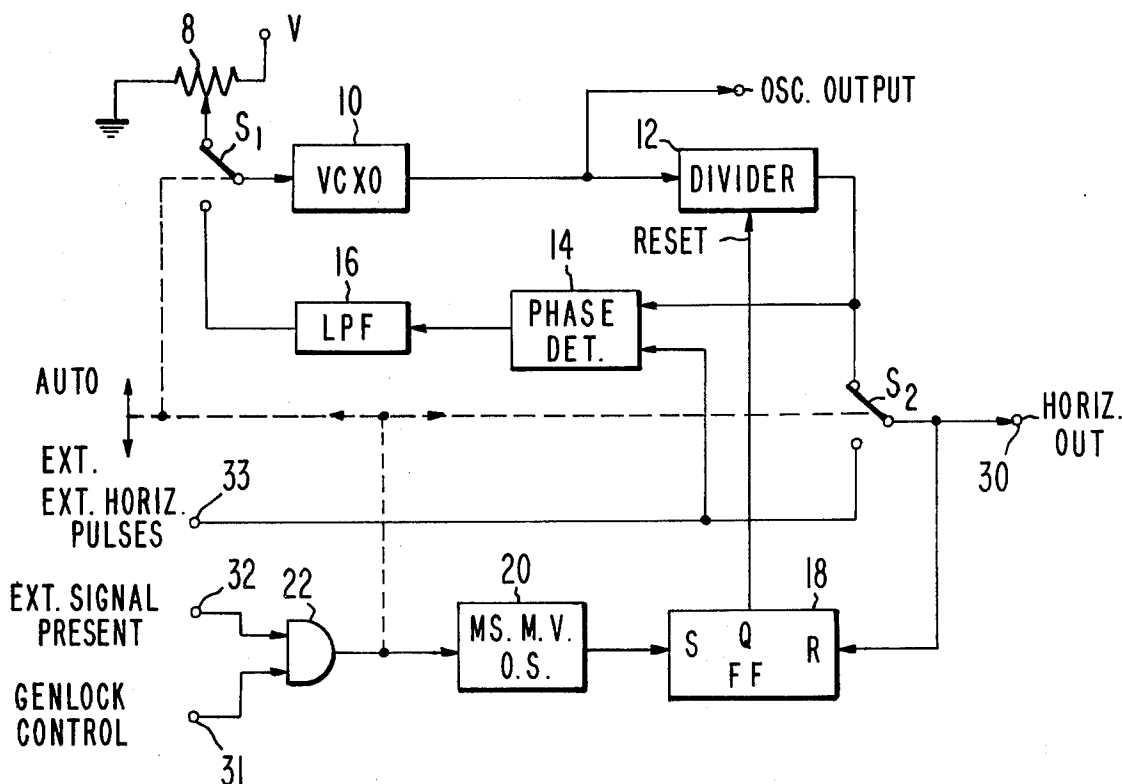 8
V
S1
10
VCXO
OSC. OUTPUT
12
DIVIDER
RESET
16
LPF
14
PHASE
DET.
AUTO
S2
HORIZ.
OUT
30
EXT.
EXT. HORIZ.
PULSES
33
EXT. SIGNAL
PRESENT
32
22
20
MS. M. V.
O.S.
18
S Q R
FF
GENLOCK
CONTROL
31